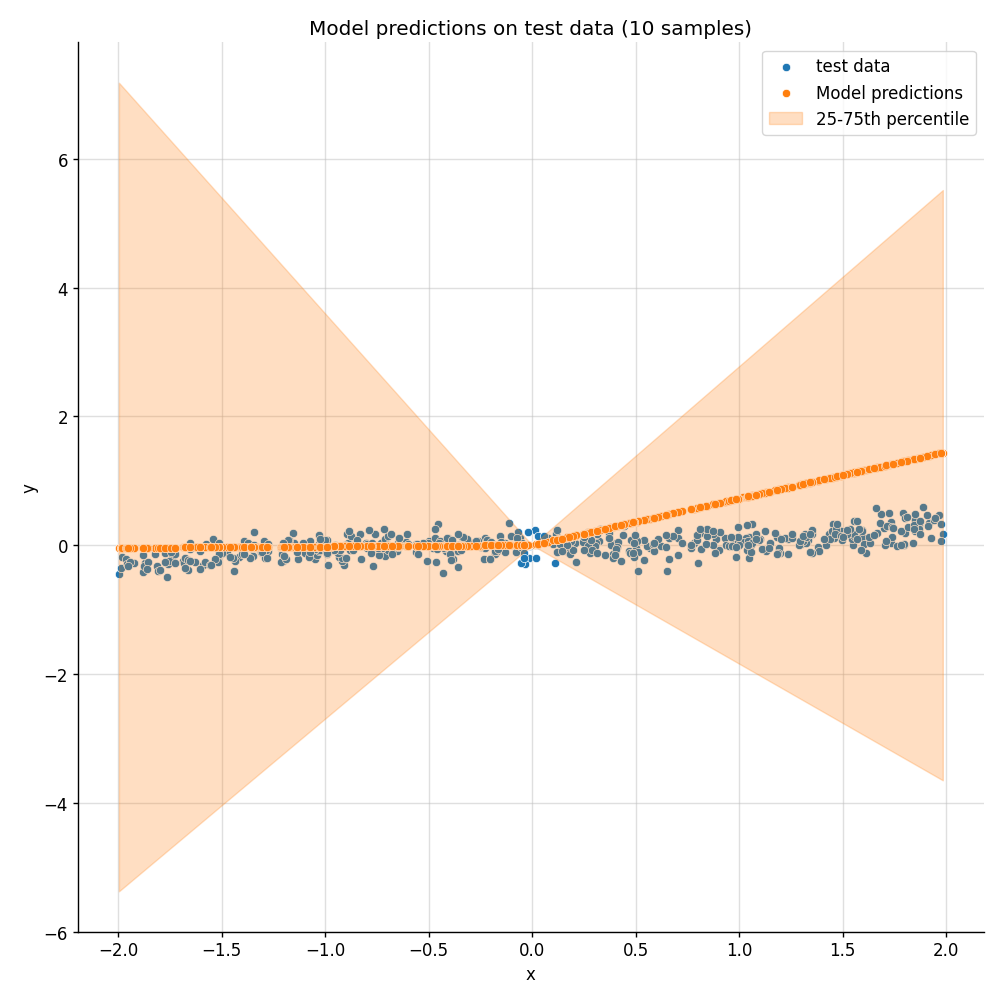 Model predictions on test data (10 samples)
test data
Model predictions
25-75th percentile
y
6
4
2
0
−2
−4
−6
−2.0 −1.5 −1.0 −0.5 0.0 0.5 1.0 1.5 2.0
x